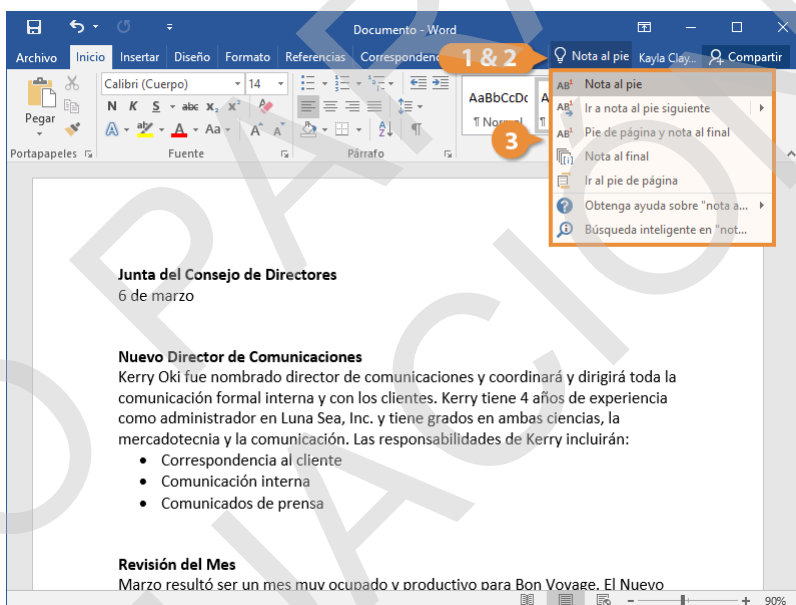 Documento - Word
Archivo Inicio Insertar Diseño Formato Referencias Correspondenc 1 & 2 Nota al pie Kayla Clay... Compartir
Calibri (Cuerpo) 14
N K S abc x, x²
A aby A Aa A A
Pegar
AaBbCcDc
¶ Normal
Portapapeles Fuente Párrafo
3
Nota al pie
Ir a nota al pie siguiente
Pie de página y nota al final
Nota al final
Ir al pie de página
Obtenga ayuda sobre "nota a...
Búsqueda inteligente en "not...
Junta del Consejo de Directores
6 de marzo
Nuevo Director de Comunicaciones
Kerry Oki fue nombrado director de comunicaciones y coordinará y dirigirá toda la
comunicación formal interna y con los clientes. Kerry tiene 4 años de experiencia
como administrador en Luna Sea, Inc. y tiene grados en ambas ciencias, la
mercadotecnia y la comunicación. Las responsabilidades de Kerry incluirán:
• Correspondencia al cliente
• Comunicación interna
• Comunicados de prensa
Revisión del Mes
Marzo resultó ser un mes muy ocupado y productivo para Bon Voyage. El Nuevo
90%